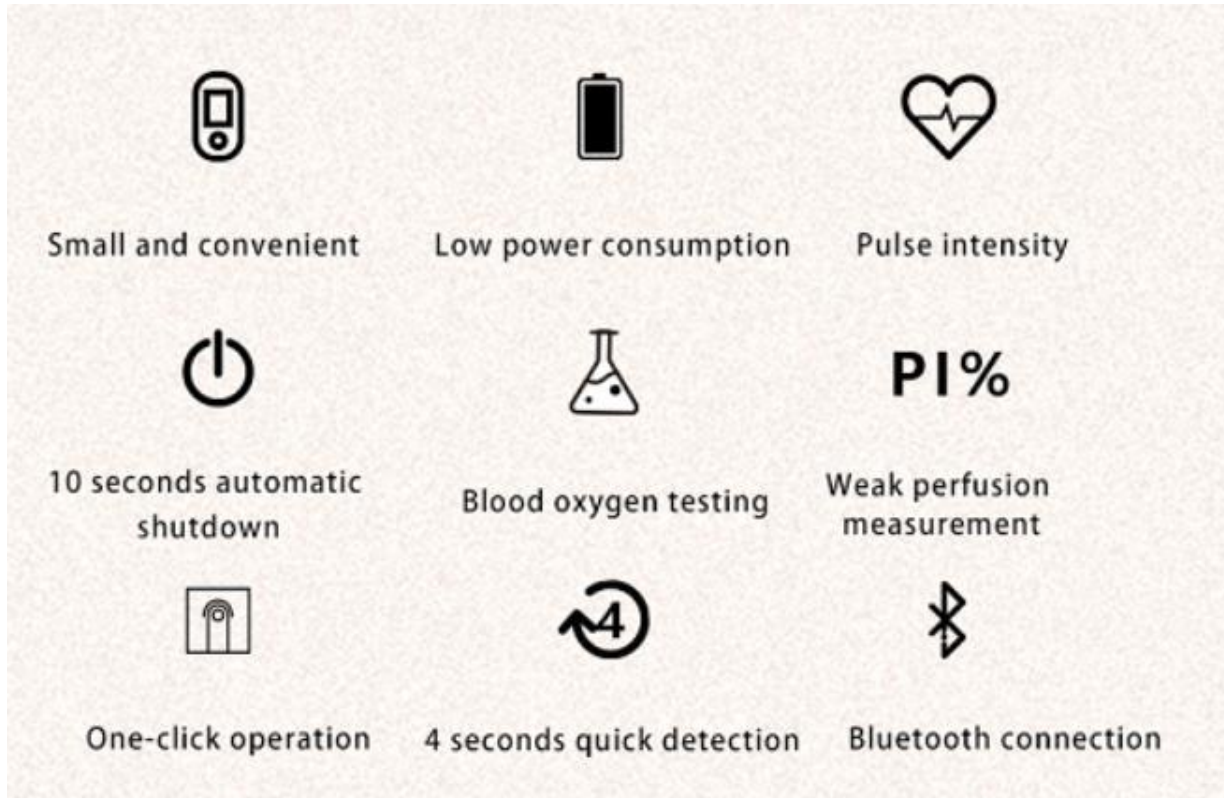 Small and convenient
Low power consumption
Pulse intensity
PI%
10 seconds automatic
shutdown
Blood oxygen testing
Weak perfusion
measurement
4
One-click operation
4 seconds quick detection
Bluetooth connection